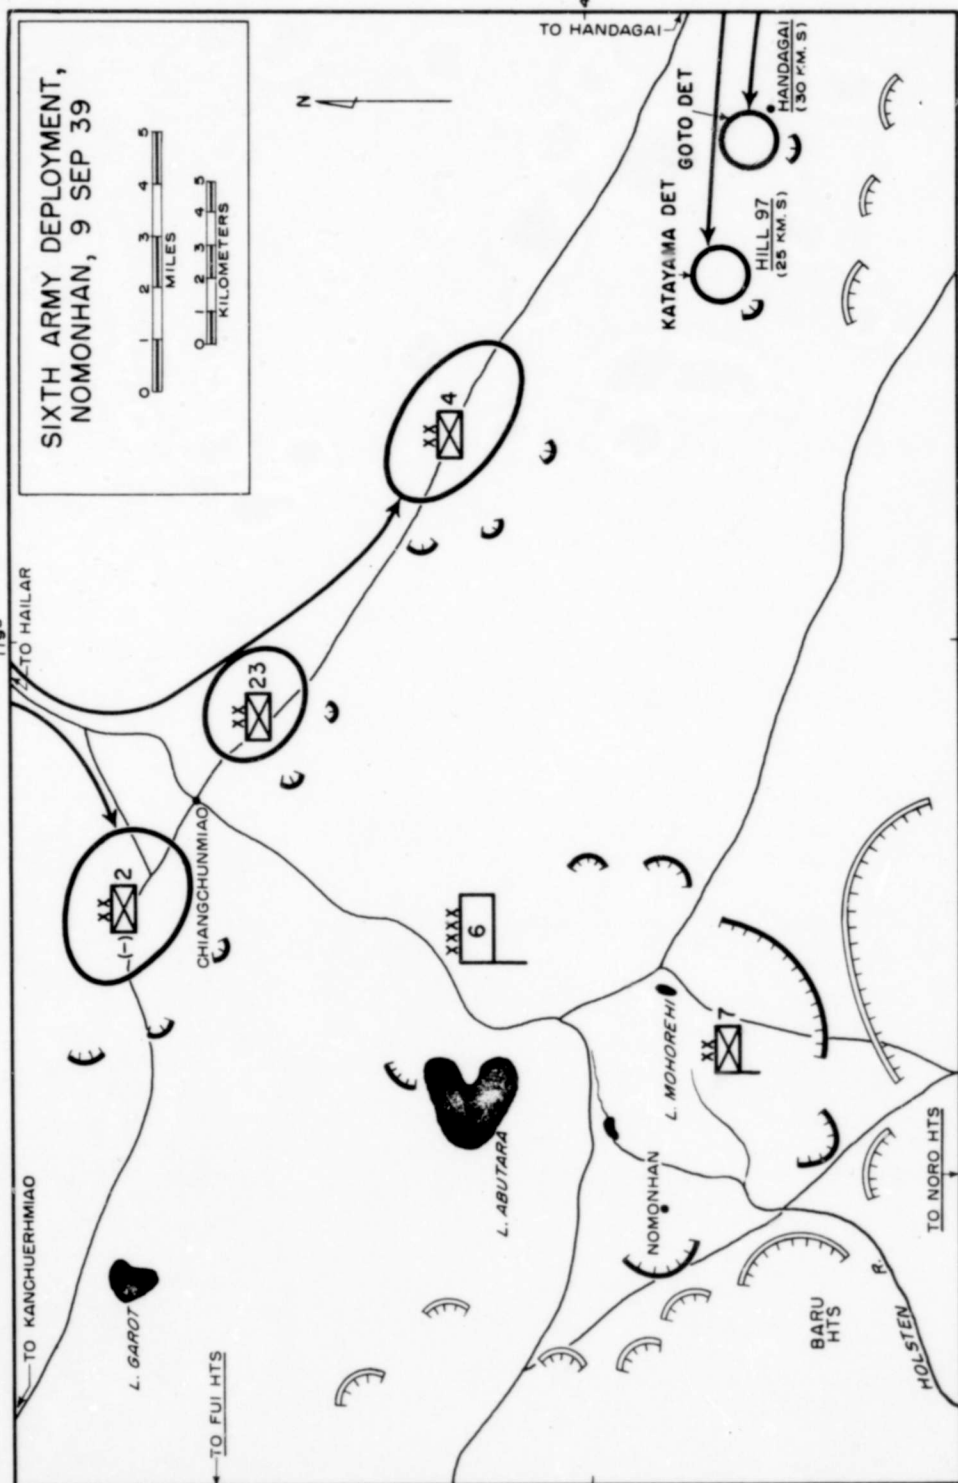 SIXTH ARMY DEPLOYMENT,
NOMONHAN, 9 SEP 39
0 1 2 3 4 5
MILES
0 1 2 3 4 5
KILOMETERS
N
TO KANCHUERHMIAO
TO HAILAR
TO HANDAGAI
L. GAROT
TO FUI HTS
XX
(-) 2
CHIANGCHUNMIAO
XX
23
XX
4
L. ABUTARA
XXXX
6
NOMONHAN
L. MOHOREHI
XX
7
BARU
HTS
HOLSTEN R.
TO NORO HTS
KATAYAMA DET
HILL 97
(25 KM. S)
GOTO DET
HANDAGAI
(30 KM. S)